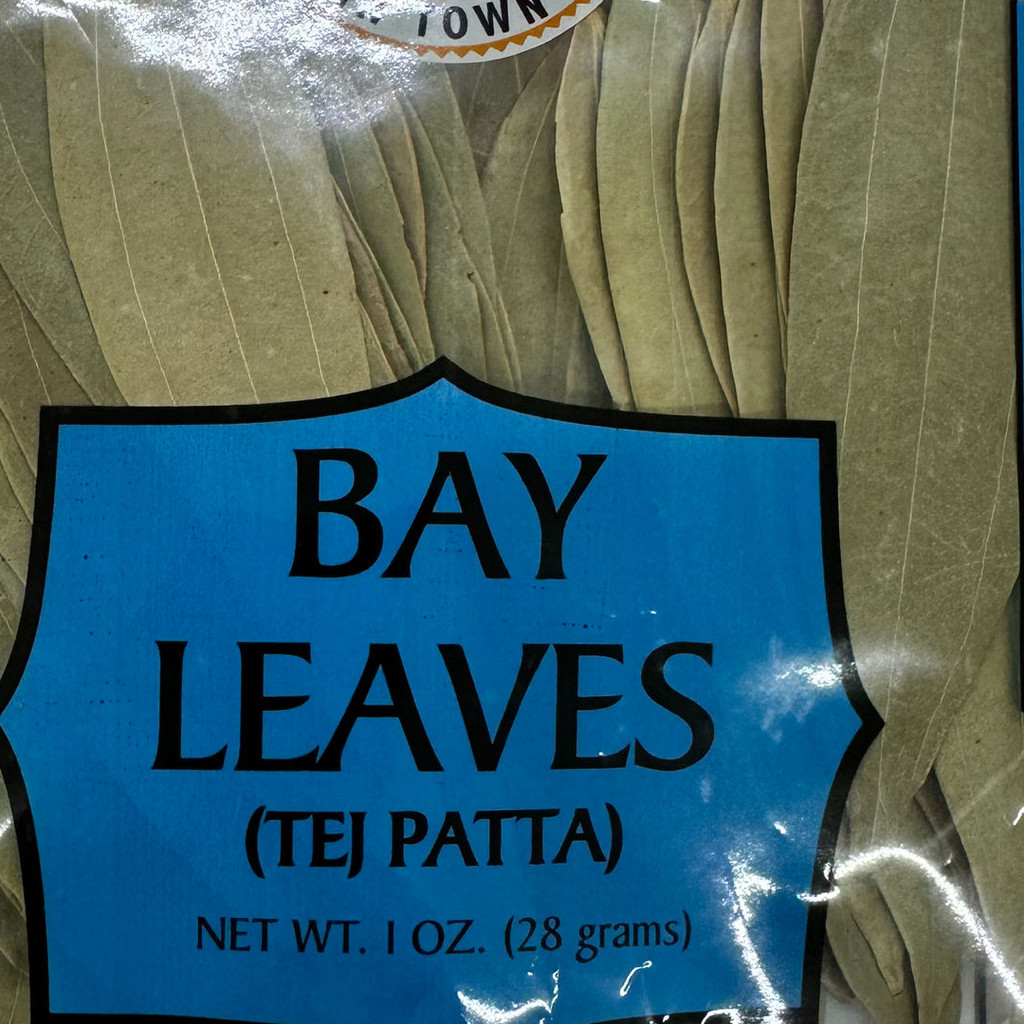 TOWN
BAY
LEAVES
(TEJ PATTA)
NET WT. 1 OZ. (28 grams)